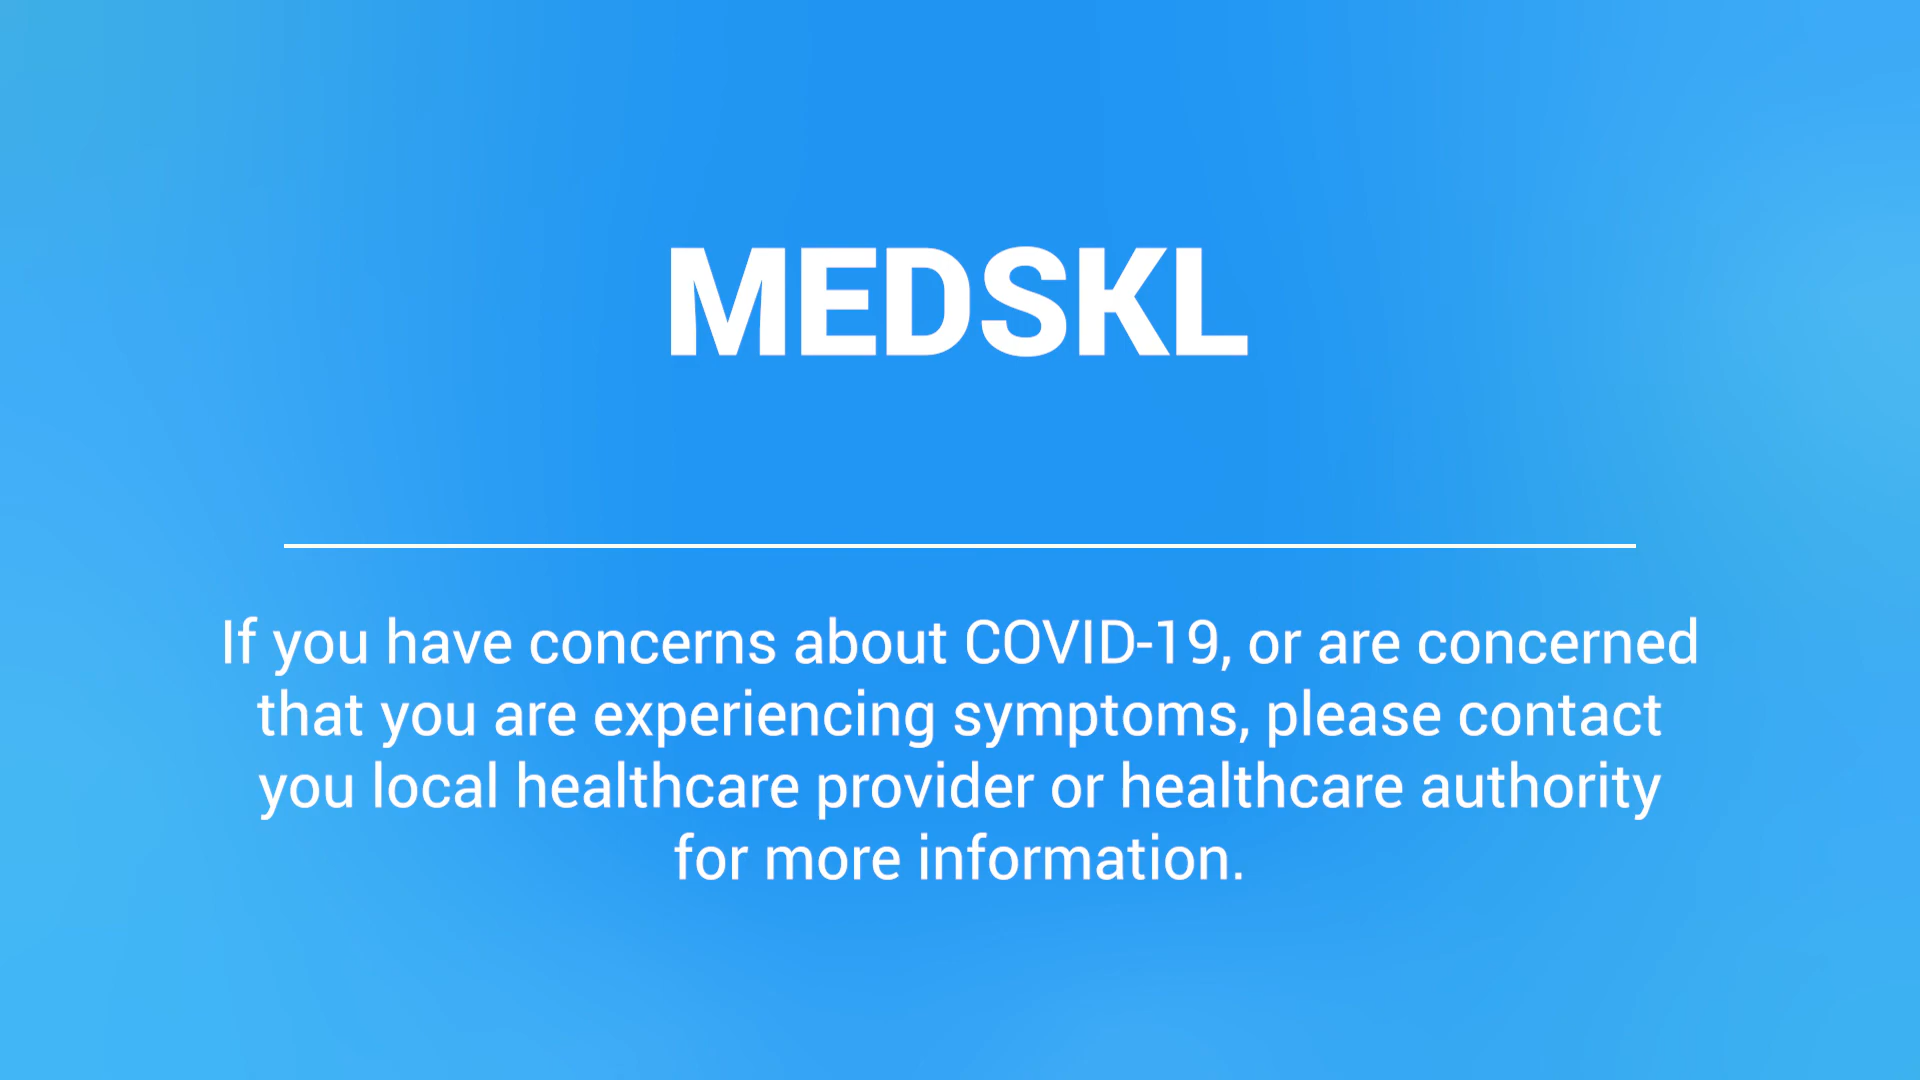 MEDSKL
If you have concerns about COVID-19, or are concerned
that you are experiencing symptoms, please contact
you local healthcare provider or healthcare authority
for more information.